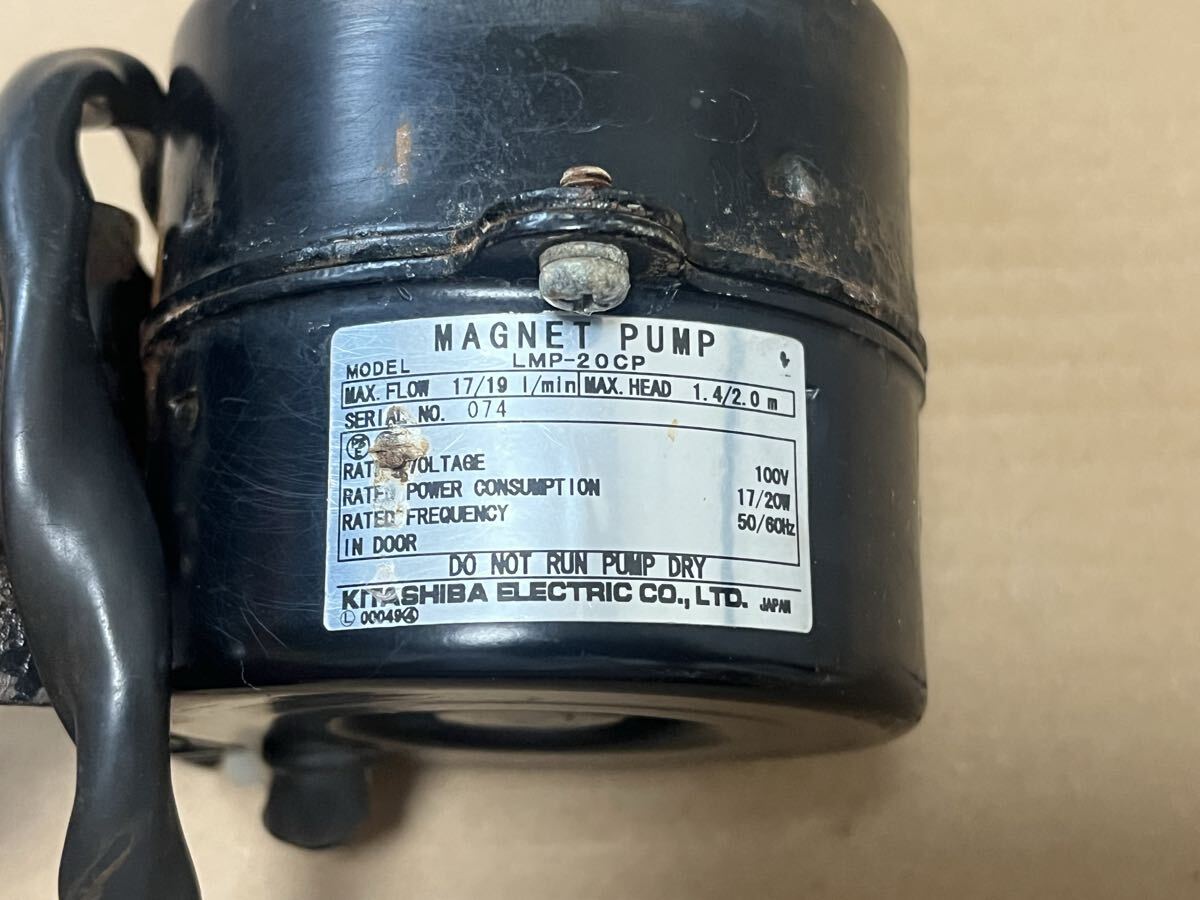 MAGNET PUMP
MODEL LMP-20CP
MAX. FLOW 17/19 l/min MAX. HEAD 1.4/2.0 m
SERIAL NO. 074
PS E
RATED VOLTAGE 100V
RATED POWER CONSUMPTION 17/20W
RATED FREQUENCY 50/60Hz
IN DOOR
DO NOT RUN PUMP DRY
KITASHIBA ELECTRIC CO., LTD. JAPAN
Ⓛ 00049④